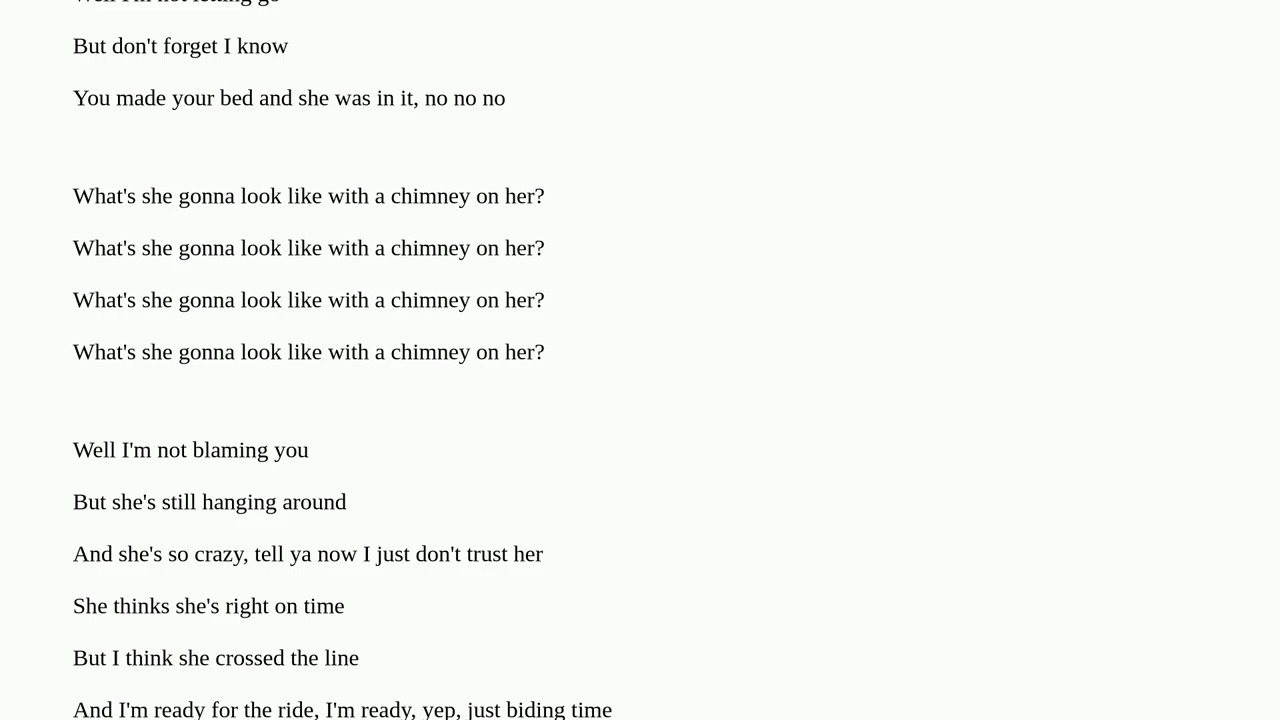 Well I'm not letting go
But don't forget I know
You made your bed and she was in it, no no no
What's she gonna look like with a chimney on her?
What's she gonna look like with a chimney on her?
What's she gonna look like with a chimney on her?
What's she gonna look like with a chimney on her?
Well I'm not blaming you
But she's still hanging around
And she's so crazy, tell ya now I just don't trust her
She thinks she's right on time
But I think she crossed the line
And I'm ready for the ride, I'm ready, yep, just biding time